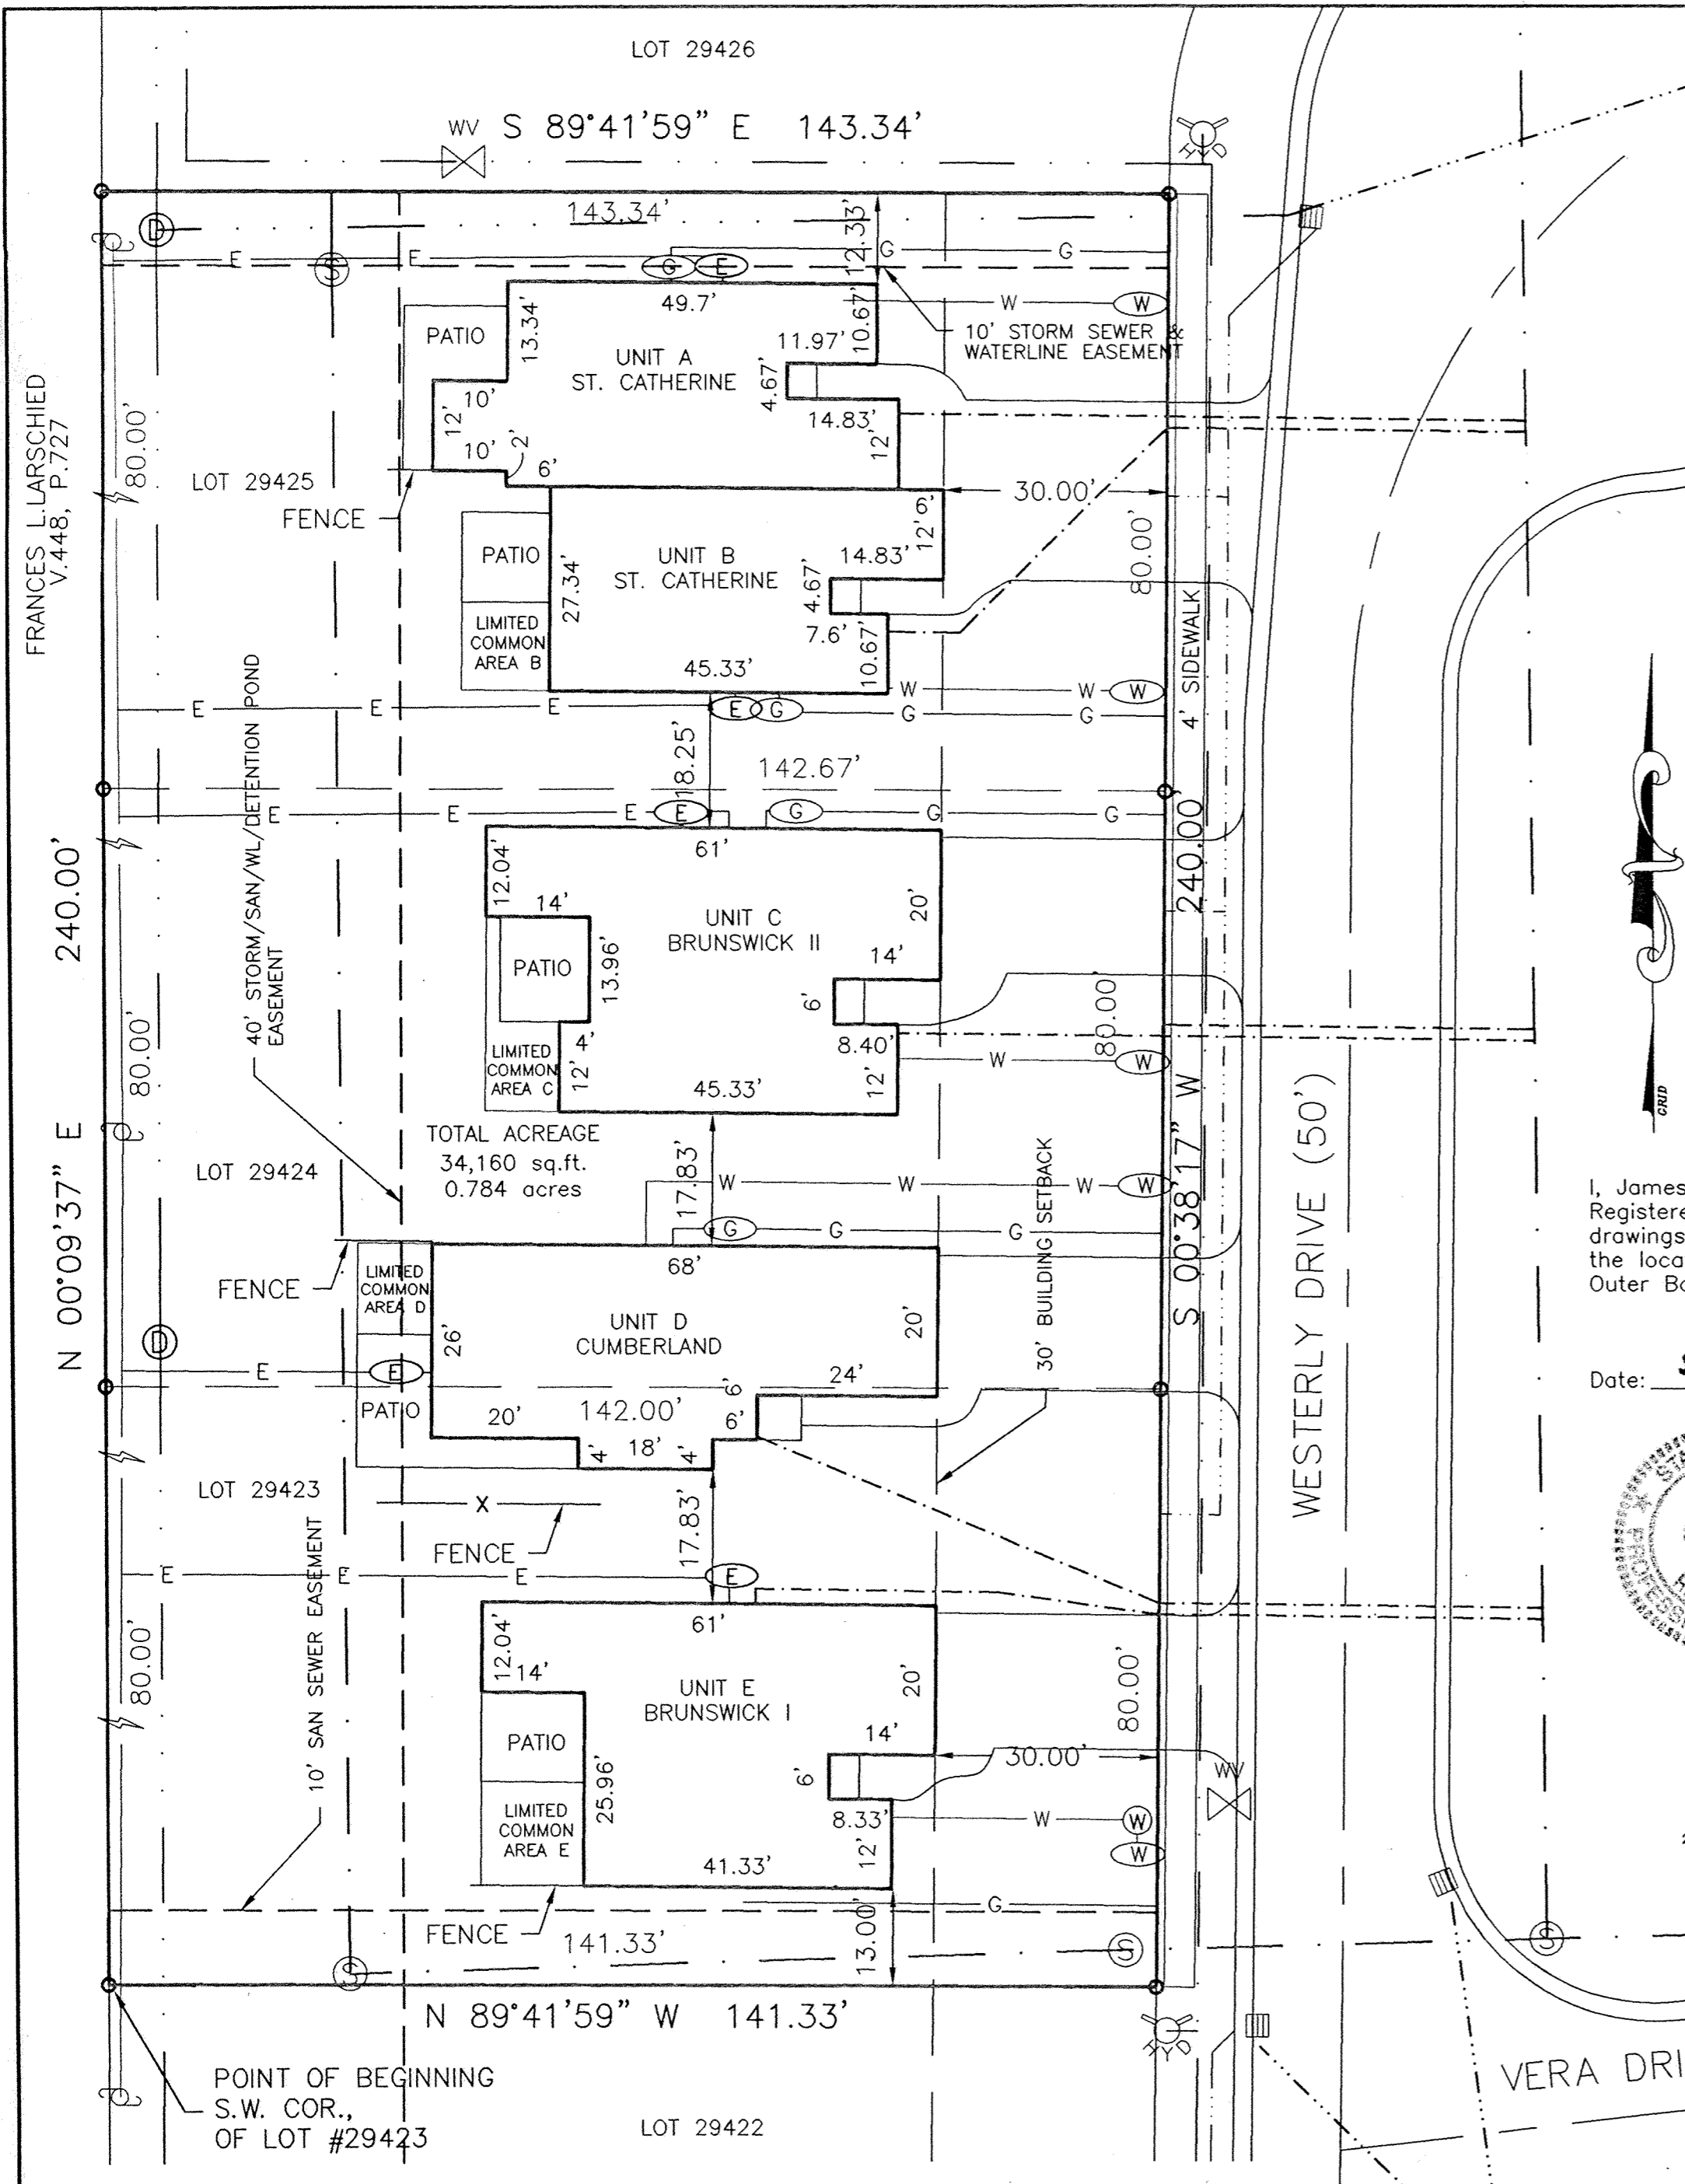 LOT 29426
WV S 89°41'59" E 143.34'
HYD
143.34'
12.33'
D
E E
G
G
S
G
E
49.7'
W
W
PATIO
13.34'
10.67'
10' STORM SEWER &
WATERLINE EASEMENT
11.97'
UNIT A
ST. CATHERINE
4.67'
10'
12'
14.83'
12'
10'
2'
6'
FRANCES L.LARSCHIED
V.448, P.727
80.00'
LOT 29425
FENCE
30.00'
6'
12'
80.00'
PATIO
UNIT B
ST. CATHERINE
14.83'
27.34'
4.67'
LIMITED
COMMON
AREA B
7.6'
10.67'
45.33'
W W W
4' SIDEWALK
E E E
E G
G G
18.25'
142.67'
40' STORM/SAN/WL/DETENTION POND
EASEMENT
E E E E
G
G G
61'
12.04'
14'
20'
240.00'
UNIT C
BRUNSWICK II
PATIO
13.96'
14'
6'
80.00'
LIMITED
COMMON
AREA C
4'
12'
8.40'
W
W
12'
45.33'
80.00'
N 00°09'37" E 240.00'
TOTAL ACREAGE
34,160 sq.ft.
0.784 acres
LOT 29424
17.83'
W W W W
G
G G
S 00°38'17" W
WESTERLY DRIVE (50')
GRID
30' BUILDING SETBACK
I, James
Registere
drawings
the loca
Outer Bo
Date:
FENCE
LIMITED
COMMON
AREA D
68'
UNIT D
CUMBERLAND
26'
20'
24'
D
E E
PATIO
6'
142.00'
20'
6'
4' 18' 4'
LOT 29423
X
FENCE
17.83'
10' SAN SEWER EASEMENT
E E E
E
61'
12.04'
14'
20'
UNIT E
BRUNSWICK I
80.00'
80.00'
PATIO
14'
30.00'
6'
25.96'
WV
LIMITED
COMMON
AREA E
8.33'
W
W
W
12'
41.33'
G
FENCE
141.33'
13.00'
S
S
S
N 89°41'59" W 141.33'
HYD
POINT OF BEGINNING
S.W. COR.,
OF LOT #29423
LOT 29422
VERA DRI